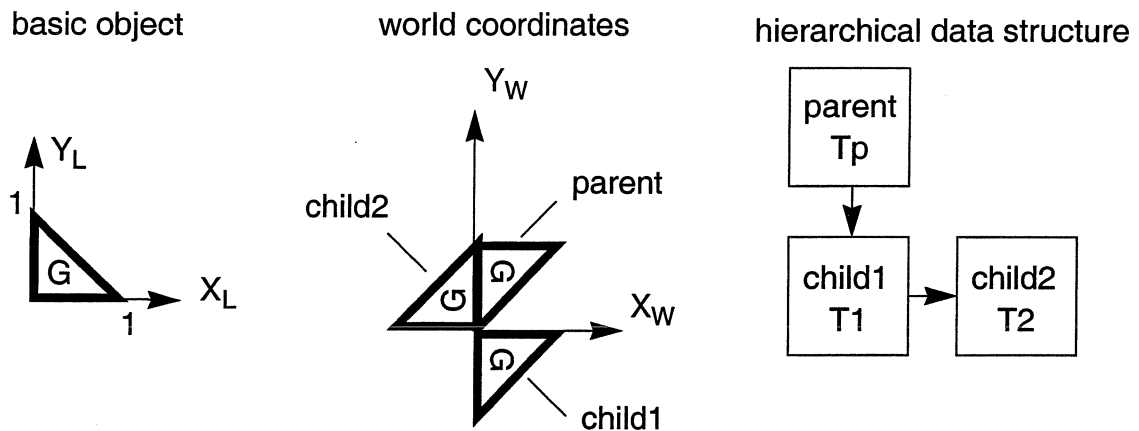 basic object
world coordinates
hierarchical data structure
Y_W
parent
Tp
Y_L
1
parent
child2
G
G
G
X_L
1
X_W
child1
T1
child2
T2
G
child1